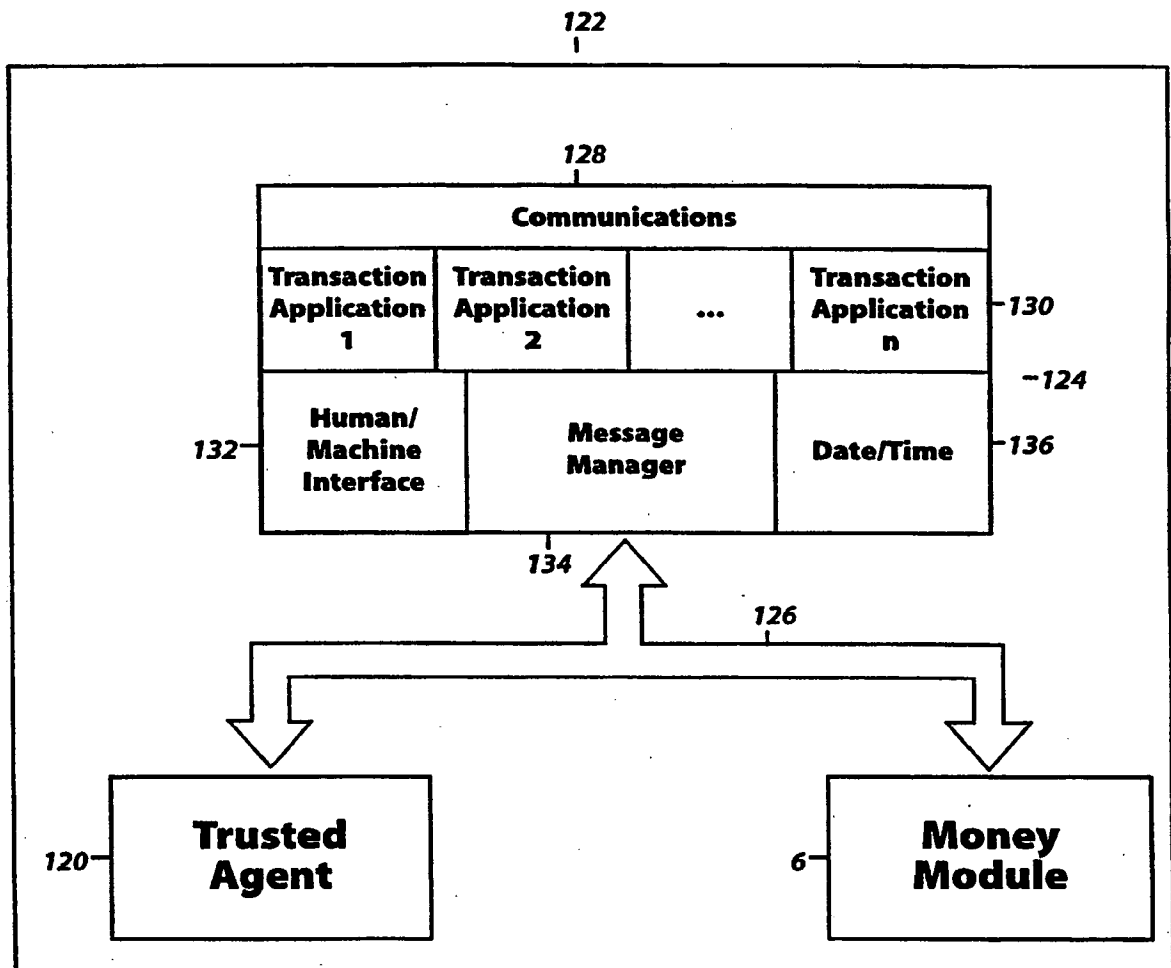 122
128
Communications
Transaction
Application
1
Transaction
Application
2
...
Transaction
Application
n
130
124
Human/
Machine
Interface
132
Message
Manager
Date/Time
136
134
126
Trusted
Agent
120
Money
Module
6